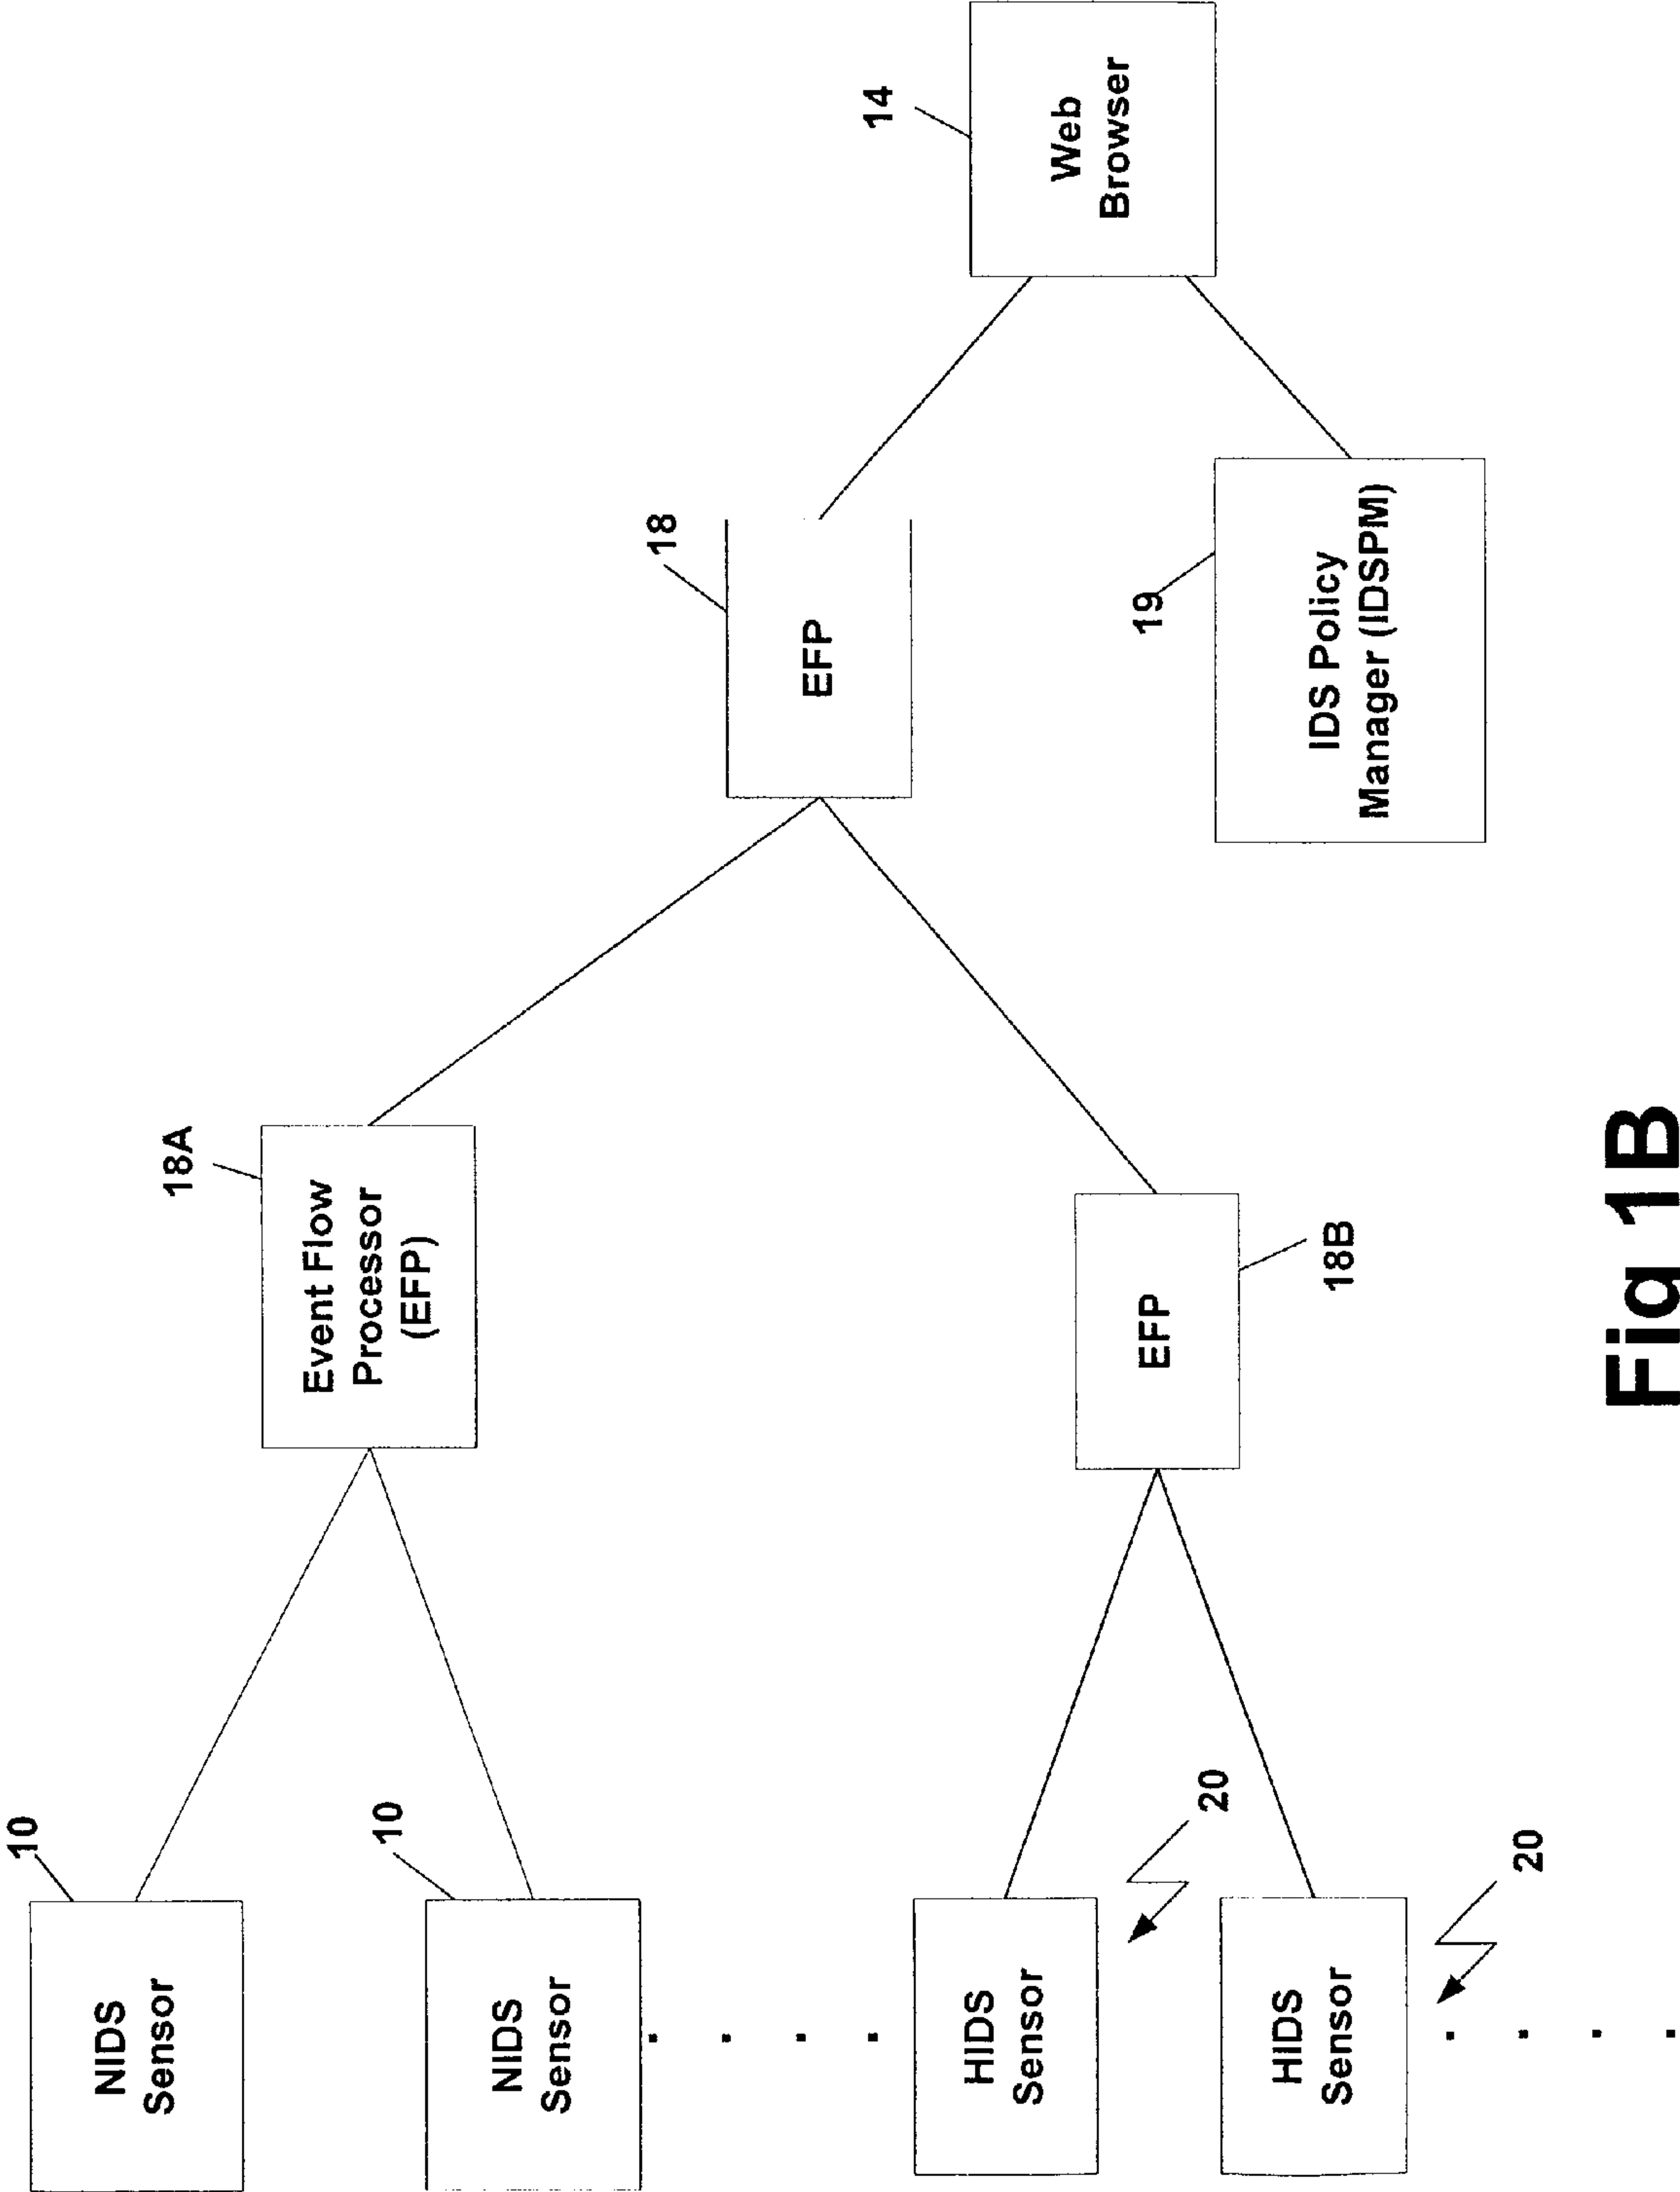 10
NIDS
Sensor
10
NIDS
Sensor
20
HIDS
Sensor
20
HIDS
Sensor
18A
Event Flow
Processor
(EFP)
18B
EFP
18
EFP
19
IDS Policy
Manager (IDSPM)
14
Web
Browser
Fig 1B